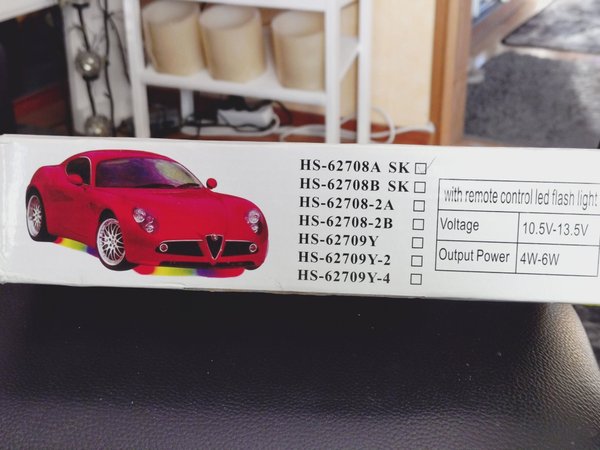 HS-62708A SK
HS-62708B SK
HS-62708-2A
HS-62708-2B
HS-62709Y
HS-62709Y-2
HS-62709Y-4
with remote control led flash light
Voltage 10.5V-13.5V
Output Power 4W-6W